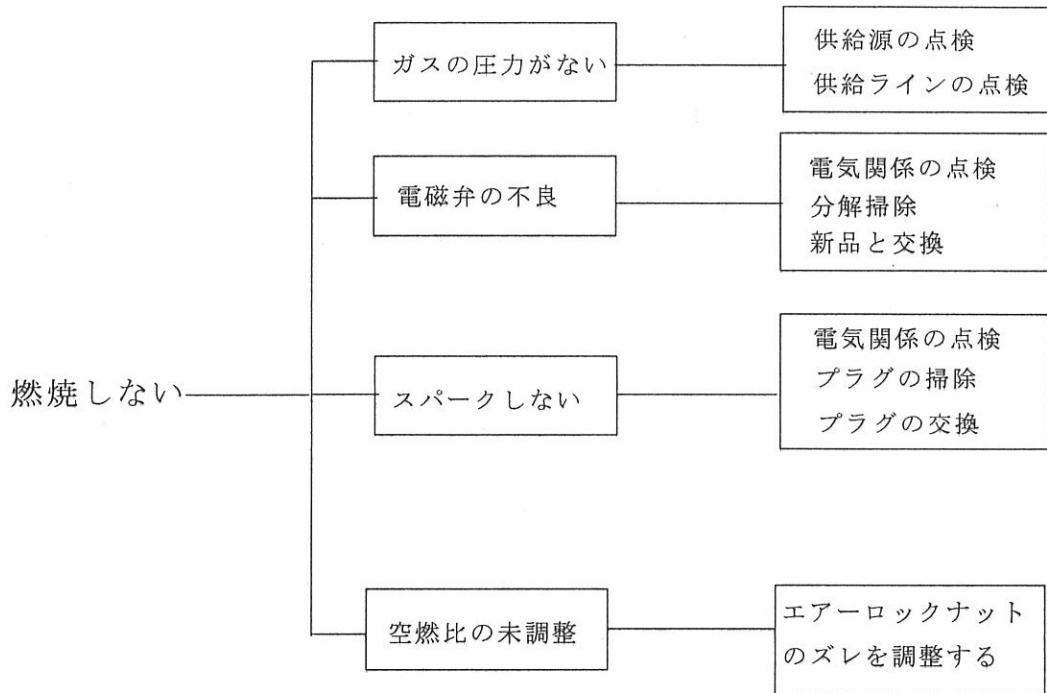 燃焼しない
ガスの圧力がない
供給源の点検
供給ラインの点検
電磁弁の不良
電気関係の点検
分解掃除
新品と交換
スパークしない
電気関係の点検
プラグの掃除
プラグの交換
空燃比の未調整
エアーロックナット
のズレを調整する